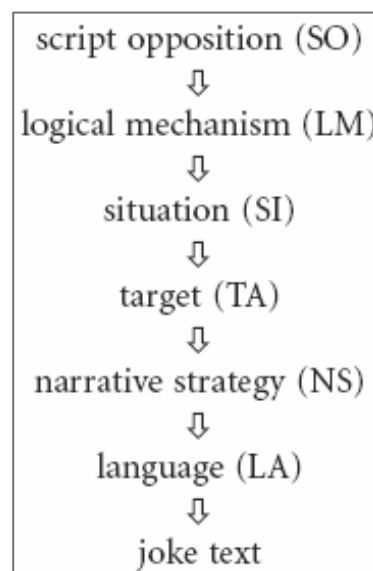 script opposition (SO)
⇩
logical mechanism (LM)
⇩
situation (SI)
⇩
target (TA)
⇩
narrative strategy (NS)
⇩
language (LA)
⇩
joke text